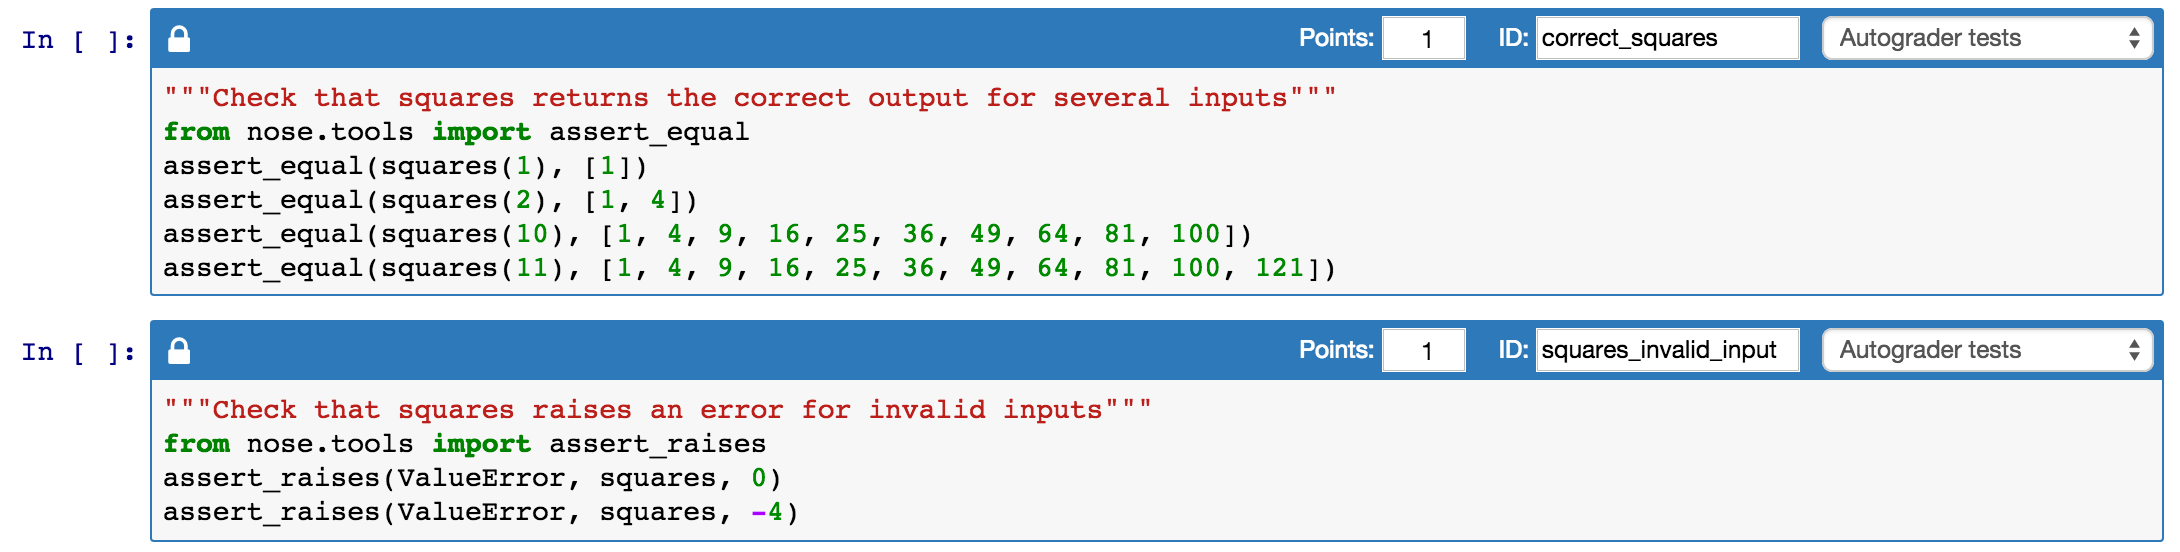 In [ ]: Points: 1 ID: correct_squares Autograder tests
"""Check that squares returns the correct output for several inputs"""
from nose.tools import assert_equal
assert_equal(squares(1), [1])
assert_equal(squares(2), [1, 4])
assert_equal(squares(10), [1, 4, 9, 16, 25, 36, 49, 64, 81, 100])
assert_equal(squares(11), [1, 4, 9, 16, 25, 36, 49, 64, 81, 100, 121])
In [ ]: Points: 1 ID: squares_invalid_input Autograder tests
"""Check that squares raises an error for invalid inputs"""
from nose.tools import assert_raises
assert_raises(ValueError, squares, 0)
assert_raises(ValueError, squares, -4)